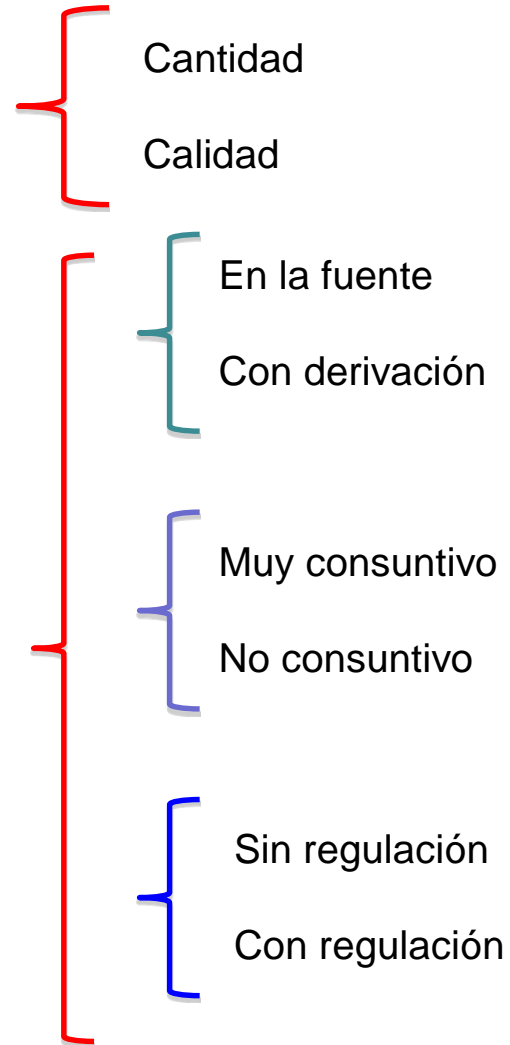 Cantidad
Calidad
En la fuente
Con derivación
Muy consuntivo
No consuntivo
Sin regulación
Con regulación